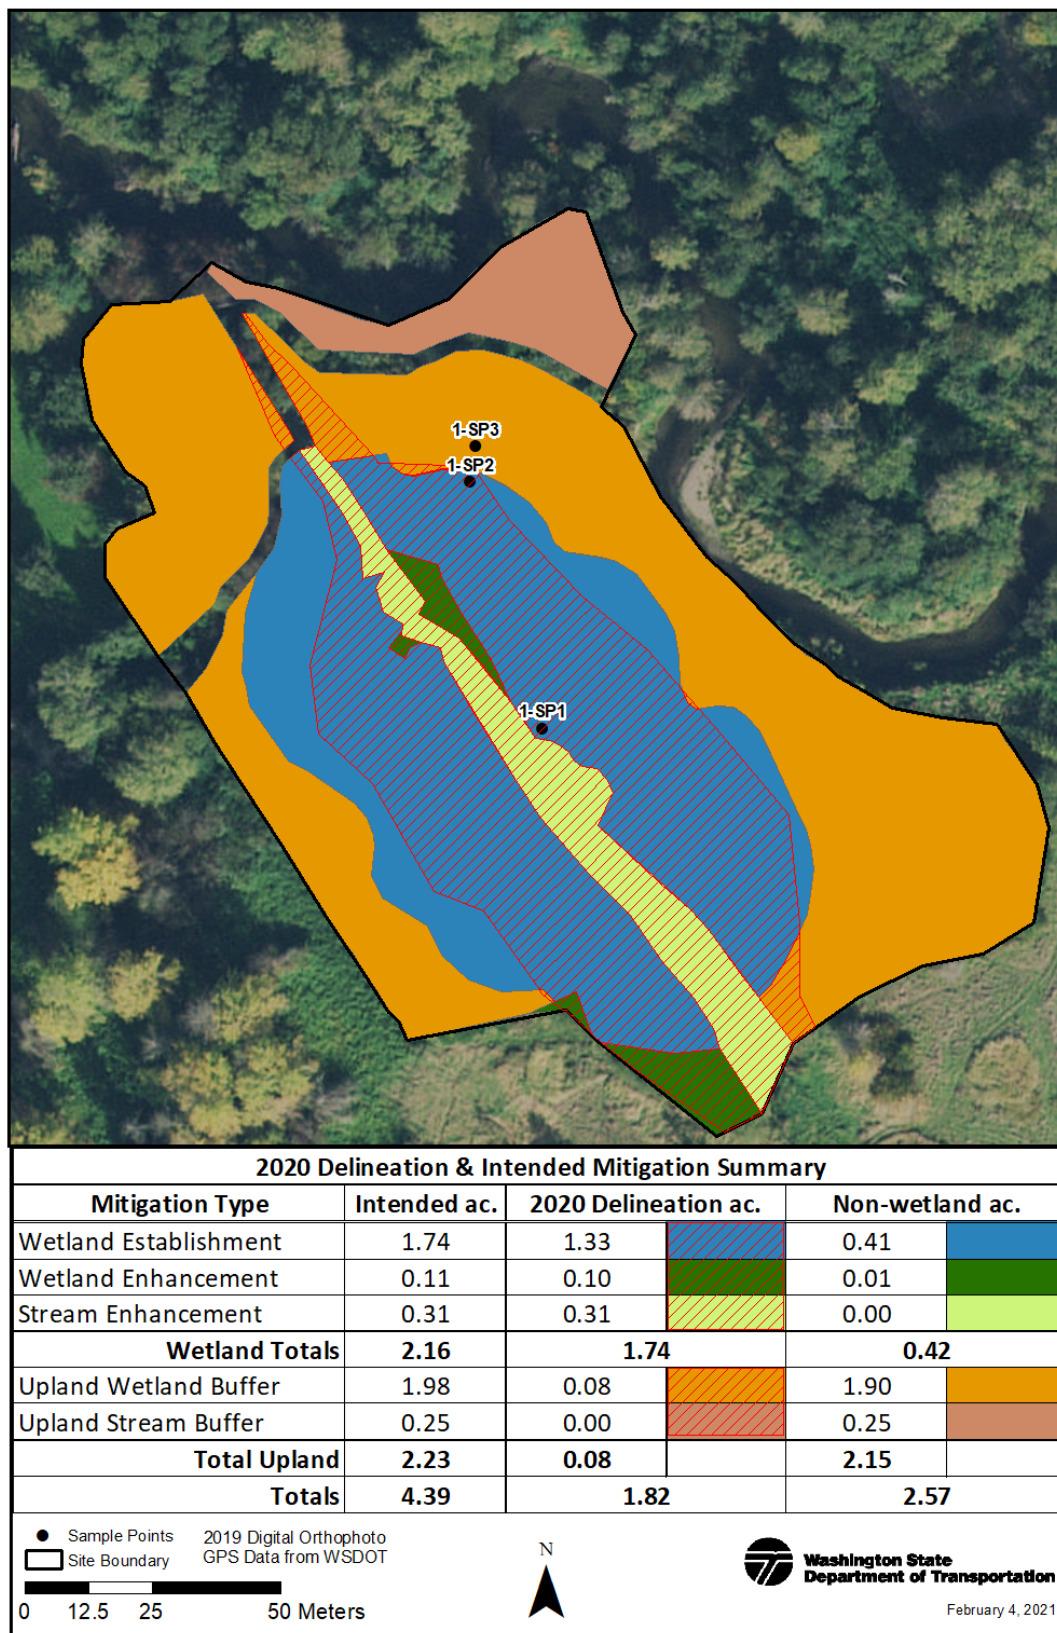 1-SP3
1-SP2
1-SP1
2020 Delineation & Intended Mitigation Summary
Mitigation Type Intended ac. 2020 Delineation ac. Non-wetland ac.
Wetland Establishment 1.74 1.33 0.41
Wetland Enhancement 0.11 0.10 0.01
Stream Enhancement 0.31 0.31 0.00
Wetland Totals 2.16 1.74 0.42
Upland Wetland Buffer 1.98 0.08 1.90
Upland Stream Buffer 0.25 0.00 0.25
Total Upland 2.23 0.08 2.15
Totals 4.39 1.82 2.57
Sample Points 2019 Digital Orthophoto
Site Boundary GPS Data from WSDOT
0 12.5 25 50 Meters
N
Washington State
Department of Transportation
February 4, 2021